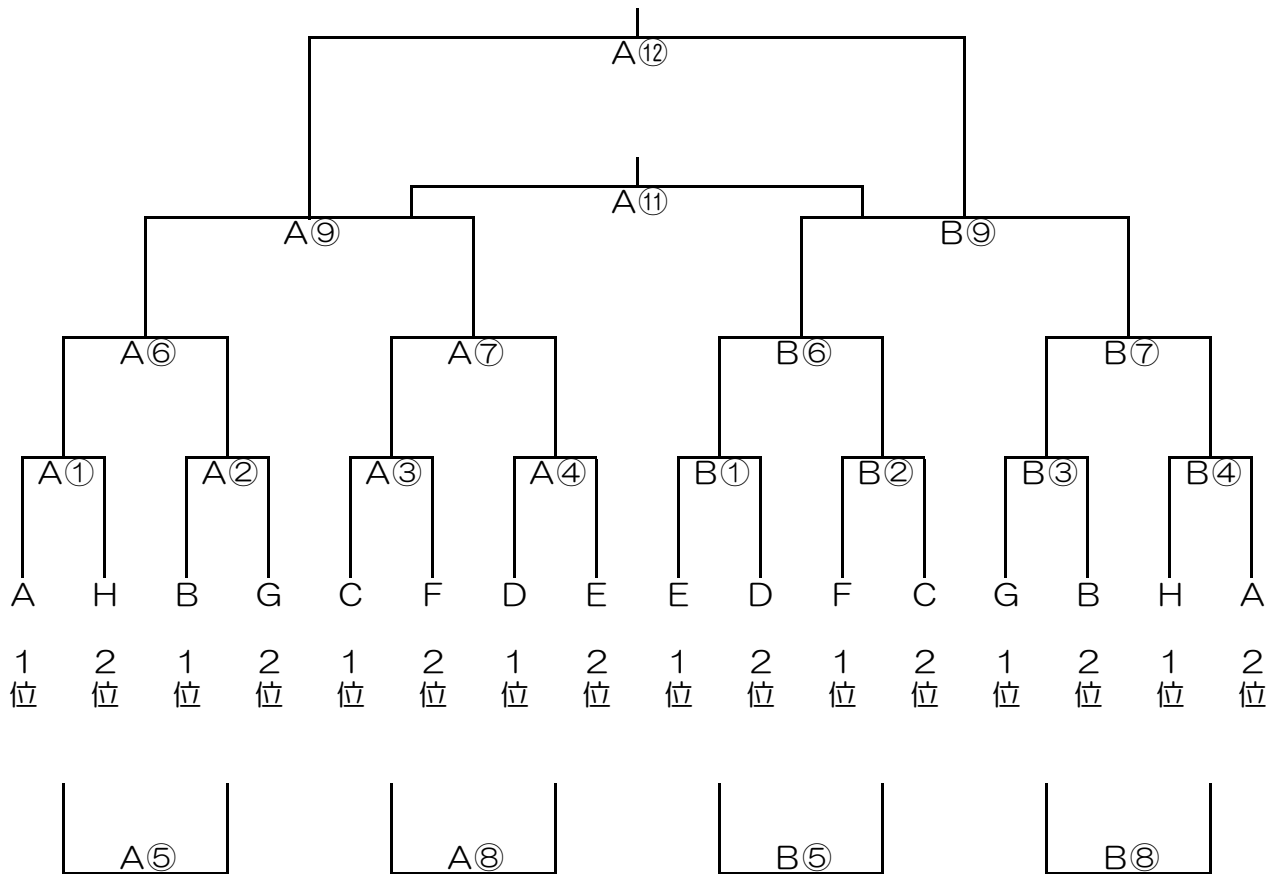 A⑫
A⑪
A⑨ B⑨
A⑥ A⑦ B⑥ B⑦
A① A② A③ A④ B① B② B③ B④
A H B G C F D E E D F C G B H A
1 2 1 2 1 2 1 2 1 2 1 2 1 2 1 2
位 位 位 位 位 位 位 位 位 位 位 位 位 位 位 位
A⑤ A⑧ B⑤ B⑧